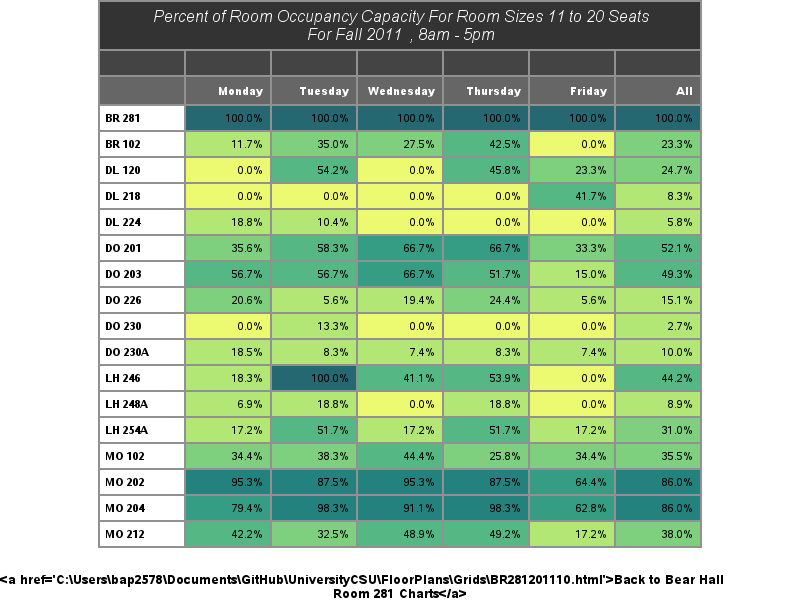 Percent of Room Occupancy Capacity For Room Sizes 11 to 20 Seats
For Fall 2011 , 8am - 5pm
Monday Tuesday Wednesday Thursday Friday All
BR 281 100.0% 100.0% 100.0% 100.0% 100.0% 100.0%
BR 102 11.7% 35.0% 27.5% 42.5% 0.0% 23.3%
DL 120 0.0% 54.2% 0.0% 45.8% 23.3% 24.7%
DL 218 0.0% 0.0% 0.0% 0.0% 41.7% 8.3%
DL 224 18.8% 10.4% 0.0% 0.0% 0.0% 5.8%
DO 201 35.6% 58.3% 66.7% 66.7% 33.3% 52.1%
DO 203 56.7% 56.7% 66.7% 51.7% 15.0% 49.3%
DO 226 20.6% 5.6% 19.4% 24.4% 5.6% 15.1%
DO 230 0.0% 13.3% 0.0% 0.0% 0.0% 2.7%
DO 230A 18.5% 8.3% 7.4% 8.3% 7.4% 10.0%
LH 246 18.3% 100.0% 41.1% 53.9% 0.0% 44.2%
LH 248A 6.9% 18.8% 0.0% 18.8% 0.0% 8.9%
LH 254A 17.2% 51.7% 17.2% 51.7% 17.2% 31.0%
MO 102 34.4% 38.3% 44.4% 25.8% 34.4% 35.5%
MO 202 95.3% 87.5% 95.3% 87.5% 64.4% 86.0%
MO 204 79.4% 98.3% 91.1% 98.3% 62.8% 86.0%
MO 212 42.2% 32.5% 48.9% 49.2% 17.2% 38.0%
<a href='C:\Users\bap2578\Documents\GitHub\UniversityCSU\FloorPlans\Grids\BR281201110.html'>Back to Bear Hall
Room 281 Charts</a>